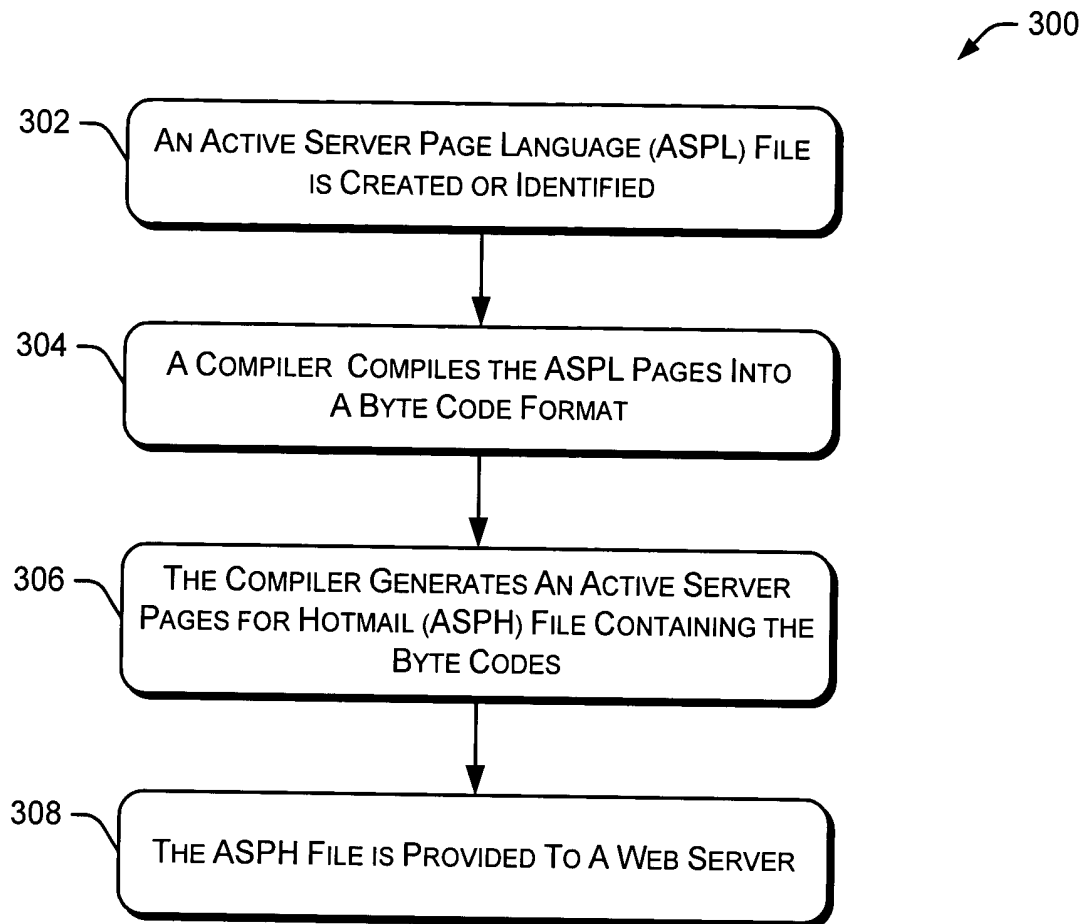 300
302
AN ACTIVE SERVER PAGE LANGUAGE (ASPL) FILE
IS CREATED OR IDENTIFIED
304
A COMPILER COMPILES THE ASPL PAGES INTO
A BYTE CODE FORMAT
306
THE COMPILER GENERATES AN ACTIVE SERVER
PAGES FOR HOTMAIL (ASPH) FILE CONTAINING THE
BYTE CODES
308
THE ASPH FILE IS PROVIDED TO A WEB SERVER